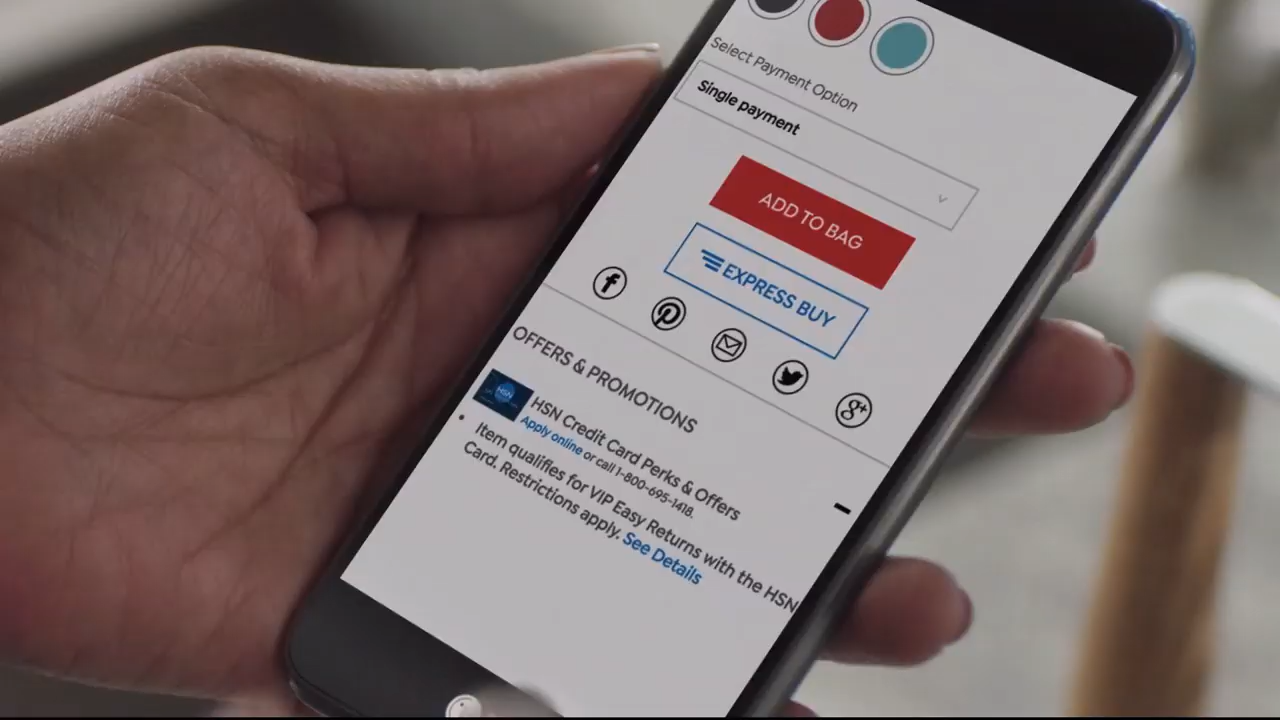 Select Payment Option
Single payment
ADD TO BAG
EXPRESS BUY
OFFERS & PROMOTIONS
HSN
HSN Credit Card Perks & Offers
Apply online or call 1-800-695-1418.
Item qualifies for VIP Easy Returns with the HSN
Card. Restrictions apply. See Details